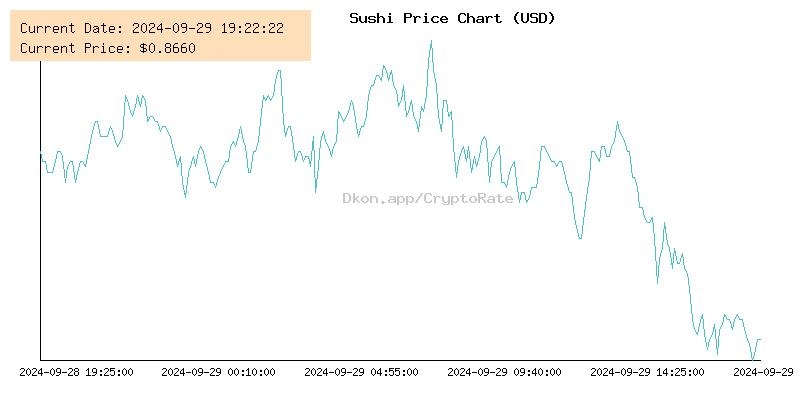 Sushi Price Chart (USD)
Current Date: 2024-09-29 19:22:22
Current Price: $0.8660
Dkon.app/CryptoRate
2024-09-28 19:25:00 2024-09-29 00:10:00 2024-09-29 04:55:00 2024-09-29 09:40:00 2024-09-29 14:25:00 2024-09-29